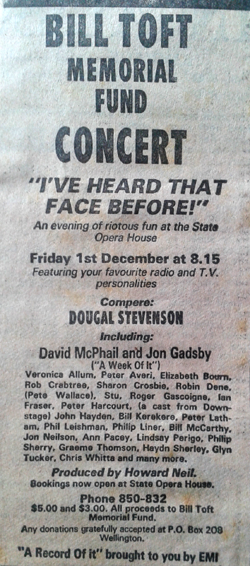 BILL TOFT
MEMORIAL
FUND
CONCERT
"I'VE HEARD THAT
FACE BEFORE!"
An evening of riotous fun at the State
Opera House
Friday 1st December at 8.15
Featuring your favourite radio and T.V.
personalities
Compere:
DOUGAL STEVENSON
Including:
David McPhail and Jon Gadsby
("A Week Of It")
Veronica Allum, Peter Averi, Elizabeth Bourn,
Rob Crabtree, Sharon Crosbie, Robin Dene,
(Pete Wallace), Stu, Roger Gascoigne, Ian
Fraser, Peter Harcourt, (a cast from Down-
stage) John Hayden, Bill Kerekere, Peter Lath-
am, Phil Leishman, Philip Liner, Bill McCarthy,
Jon Neilson, Ann Pacey, Lindsay Perigo, Philip
Sherry, Graeme Thomson, Haydn Sherley, Glyn
Tucker, Chris Whitta and many more.
Produced by Howard Neil.
Bookings now open at State Opera House.
Phone 850-832
$5.00 and $3.00. All proceeds to Bill Toft
Memorial Fund.
Any donations gratefully accepted at P.O. Box 208
Wellington.
"A Record Of it" brought to you by EMI